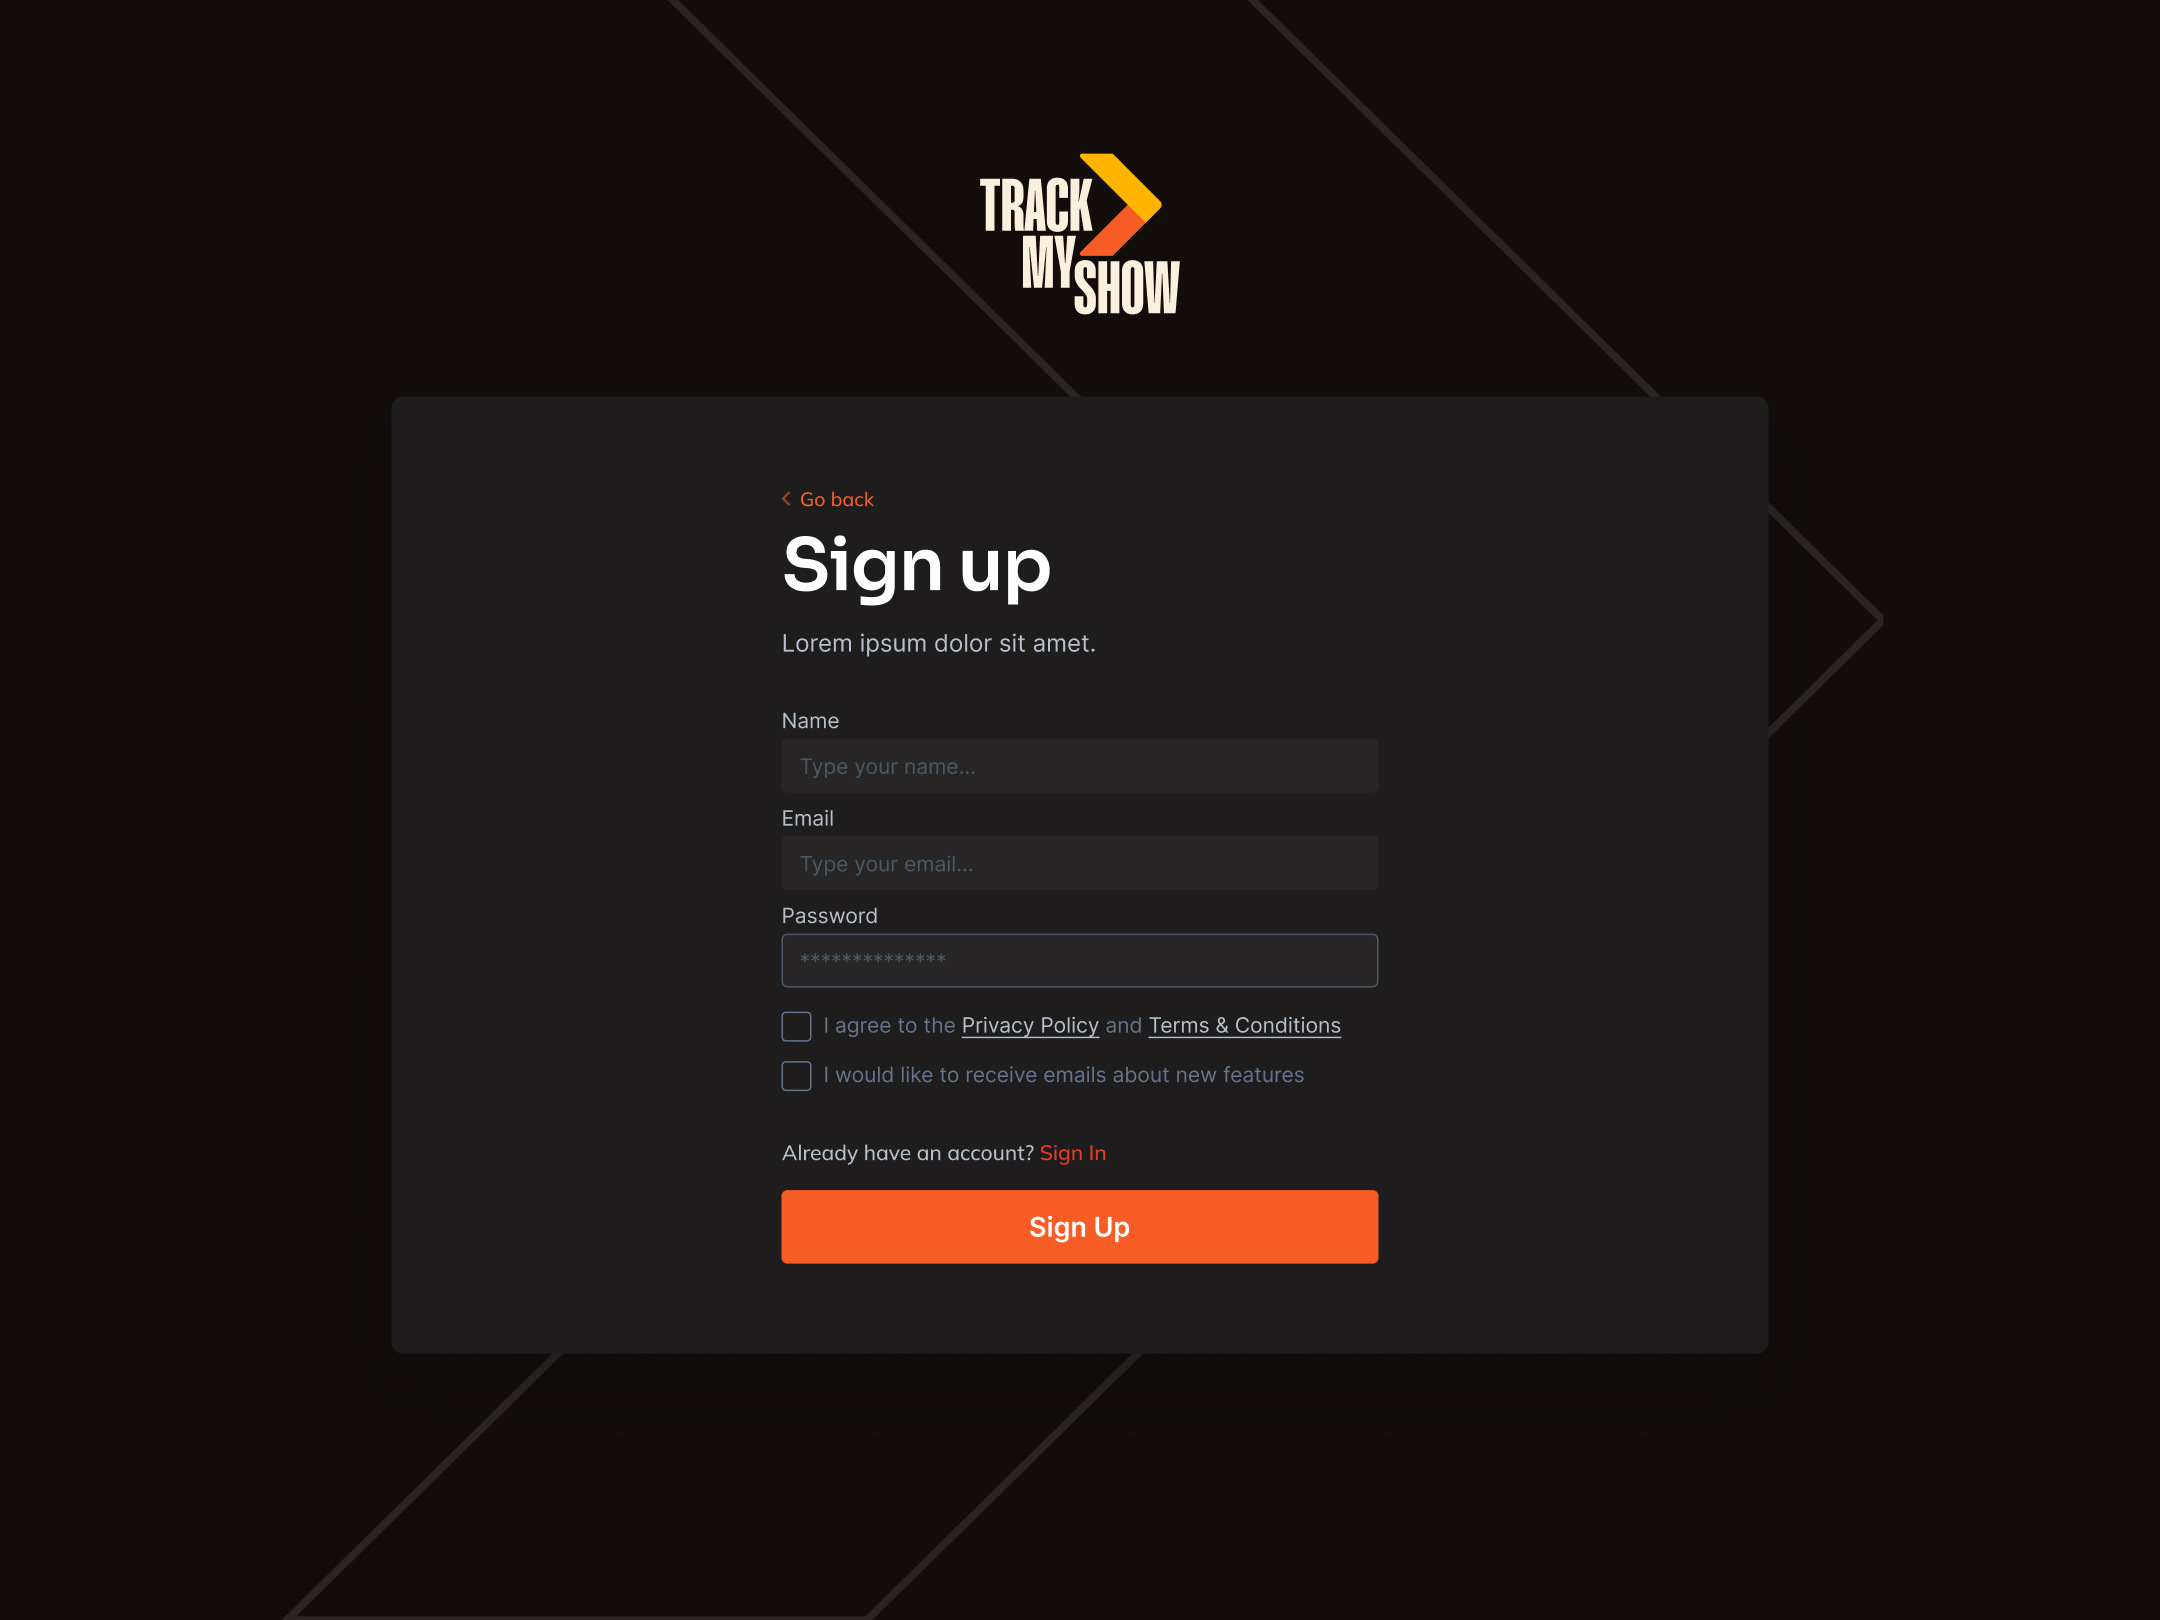 TRACK
MY
SHOW
Go back
Sign up
Lorem ipsum dolor sit amet.
Name
Type your name...
Email
Type your email...
Password
**************
I agree to the Privacy Policy and Terms & Conditions
I would like to receive emails about new features
Already have an account? Sign In
Sign Up